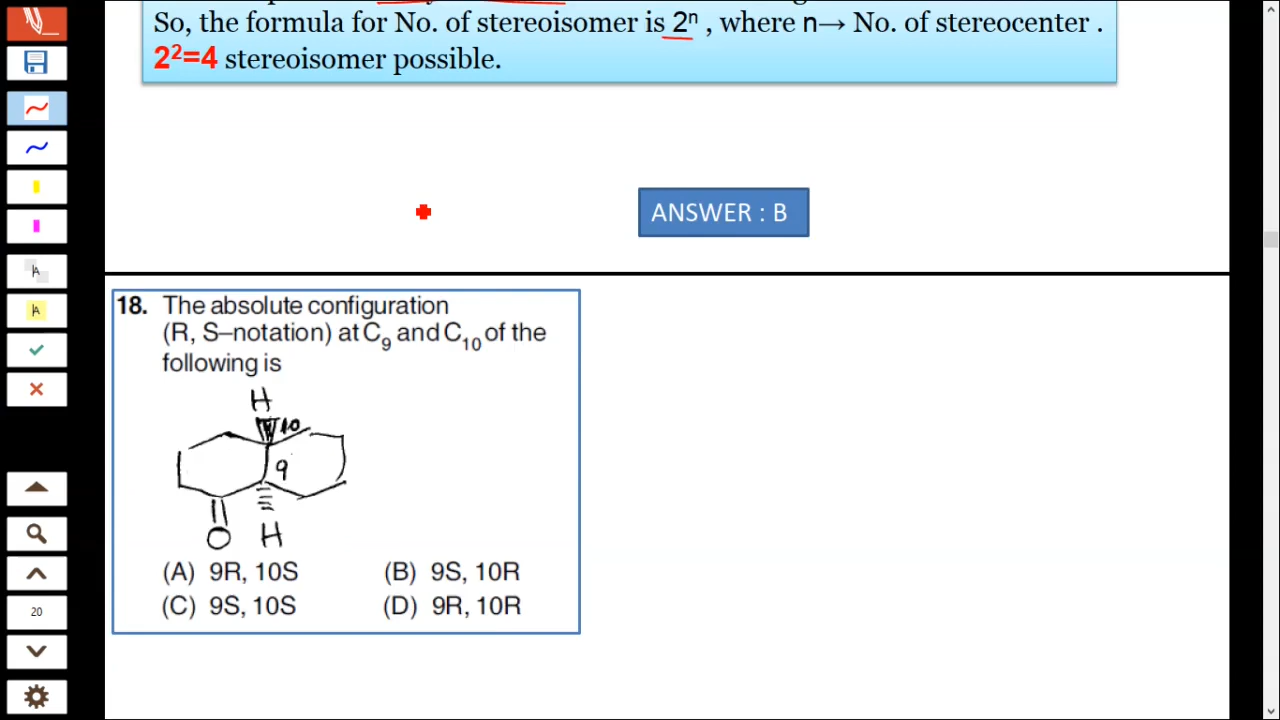 So, the formula for No. of stereoisomer is 2ⁿ , where n→ No. of stereocenter .
2²=4 stereoisomer possible.
ANSWER : B
18. The absolute configuration
(R, S–notation) at C₉ and C₁₀ of the
following is
H
10
9
O H
(A) 9R, 10S (B) 9S, 10R
(C) 9S, 10S (D) 9R, 10R
A
A
20